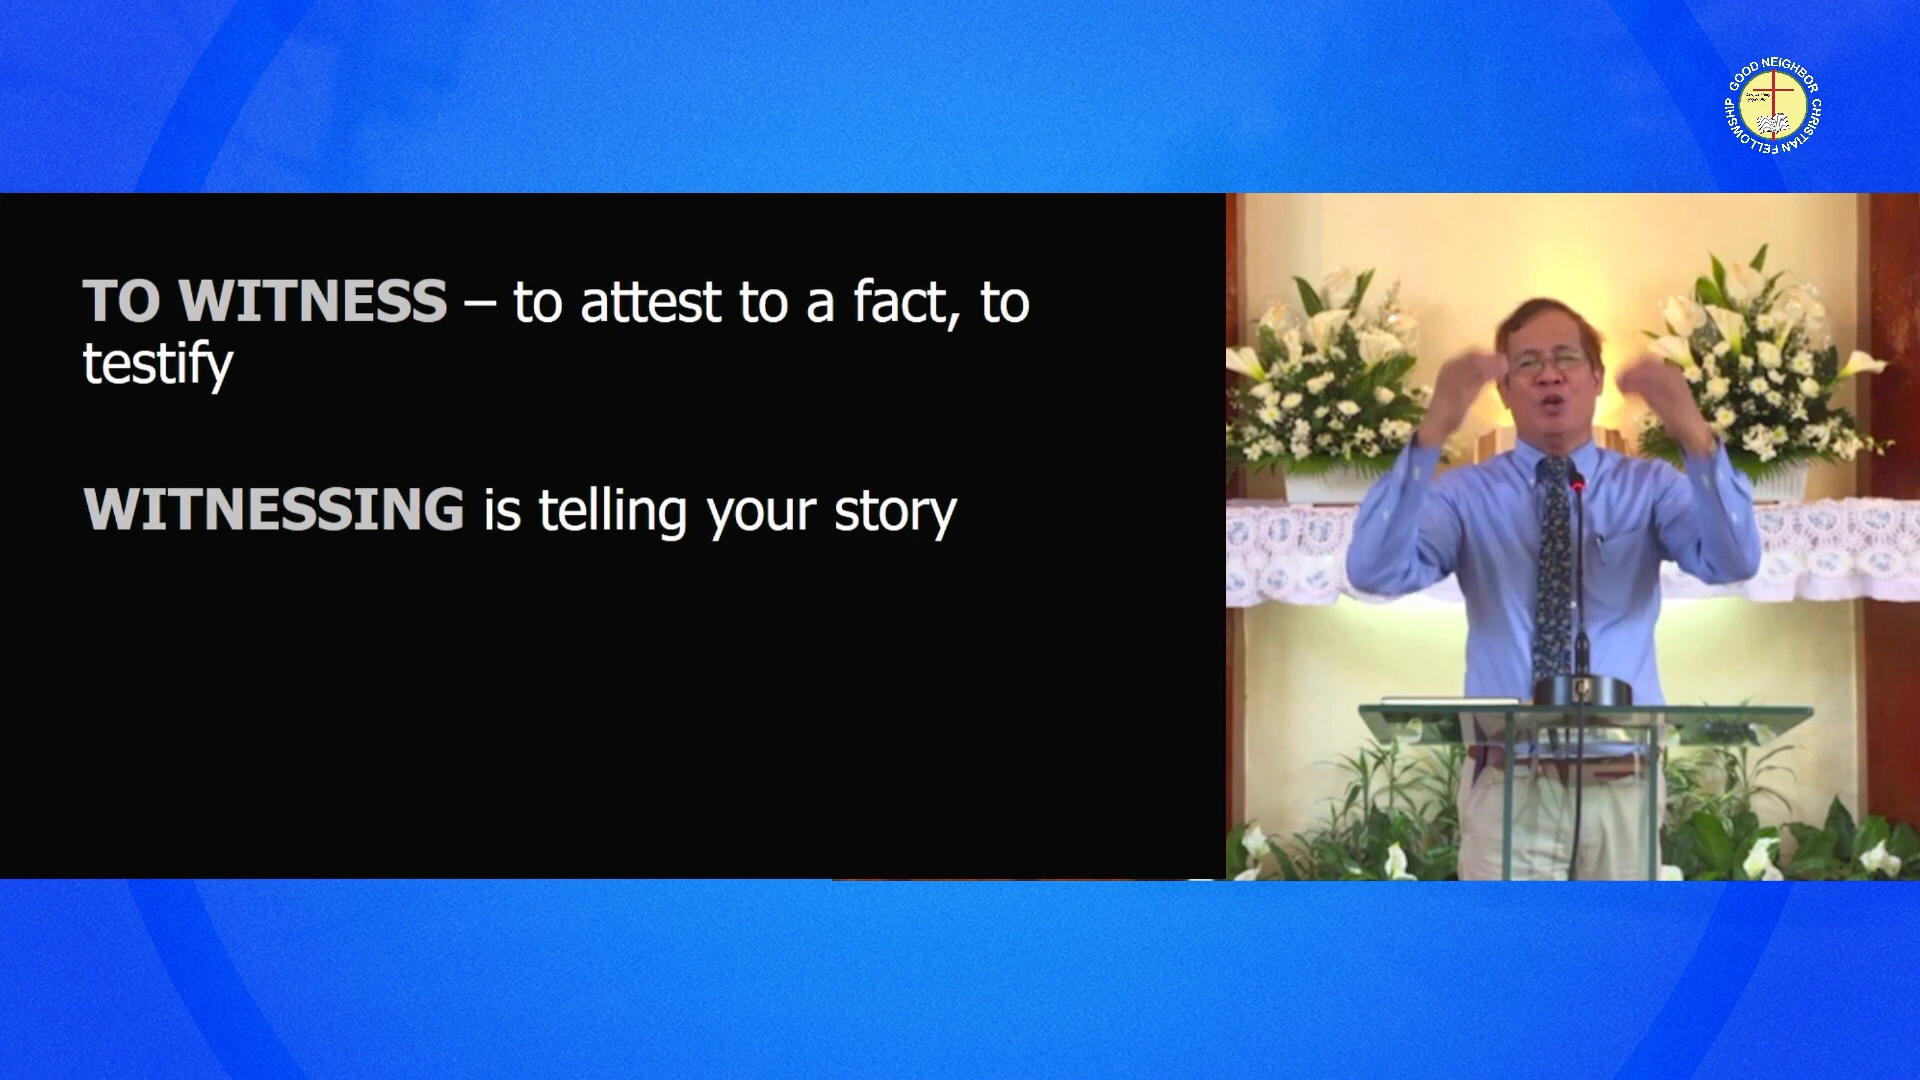 GOOD NEIGHBOR CHRISTIAN FELLOWSHIP
TO WITNESS – to attest to a fact, to
testify
WITNESSING is telling your story